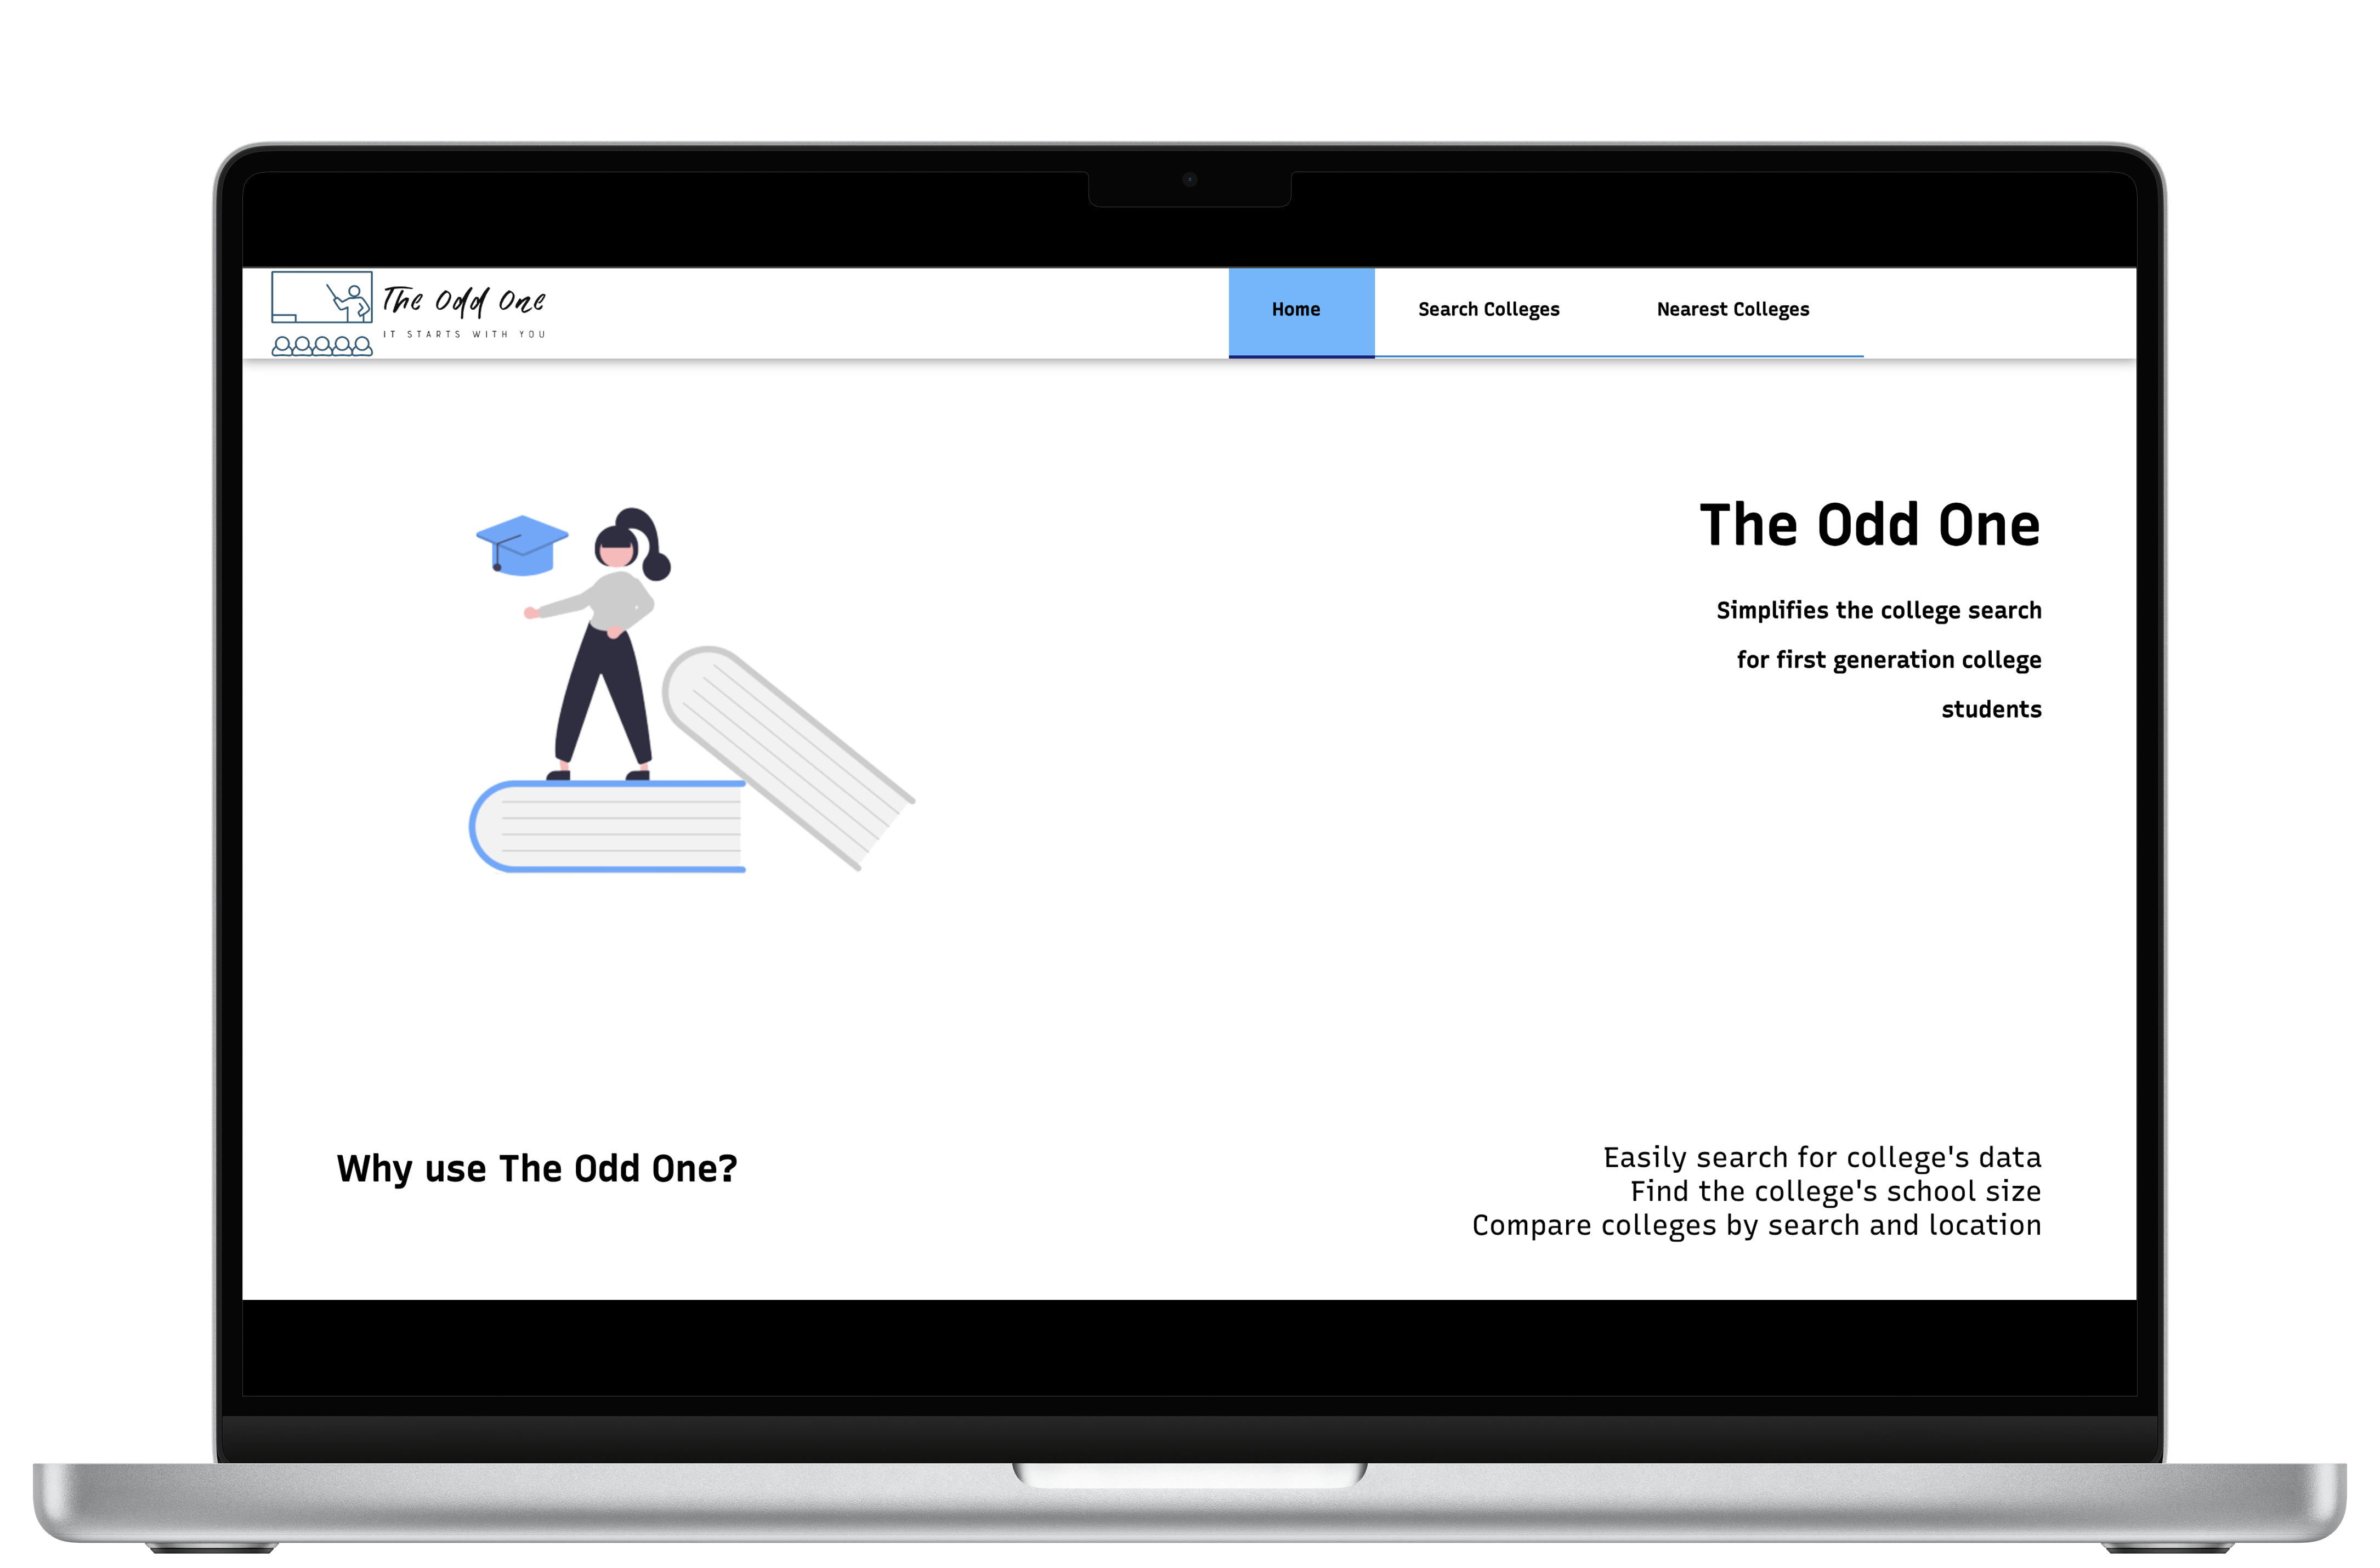 The Odd One
IT STARTS WITH YOU
Home
Search Colleges
Nearest Colleges
The Odd One
Simplifies the college search
for first generation college
students
Why use The Odd One?
Easily search for college's data
Find the college's school size
Compare colleges by search and location